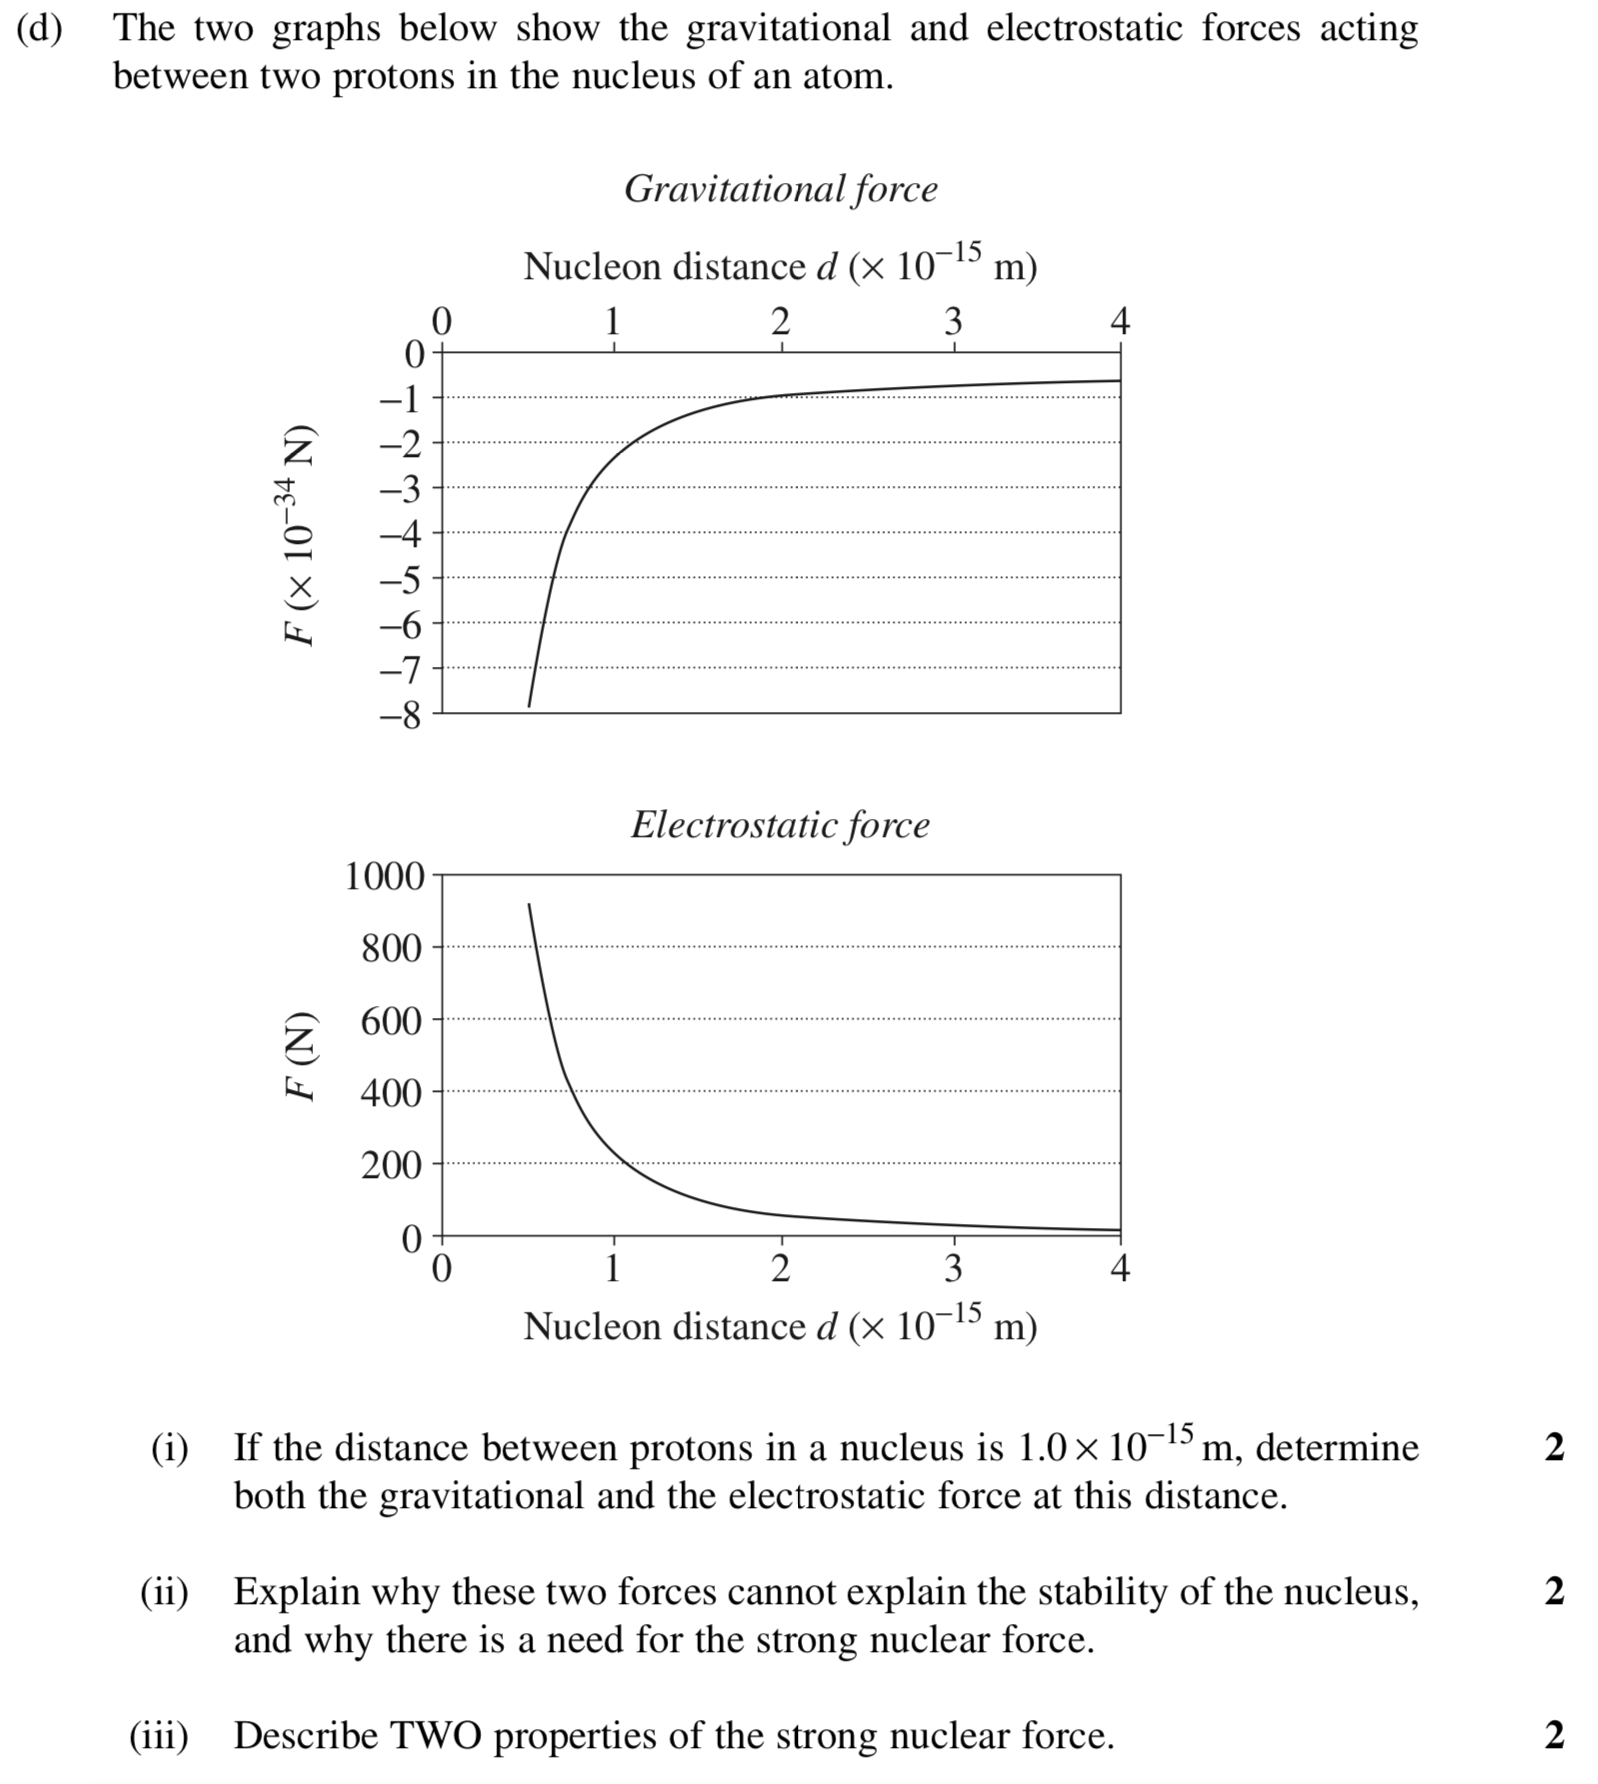 (d) The two graphs below show the gravitational and electrostatic forces acting
between two protons in the nucleus of an atom.
Gravitational force
Nucleon distance d (× 10⁻¹⁵ m)
0 1 2 3 4
0
−1
−2
−3
−4
−5
−6
−7
−8
F (× 10⁻³⁴ N)
Electrostatic force
1000
800
600
400
200
0
F (N)
0 1 2 3 4
Nucleon distance d (× 10⁻¹⁵ m)
(i) If the distance between protons in a nucleus is 1.0 × 10⁻¹⁵ m, determine 2
both the gravitational and the electrostatic force at this distance.
(ii) Explain why these two forces cannot explain the stability of the nucleus, 2
and why there is a need for the strong nuclear force.
(iii) Describe TWO properties of the strong nuclear force. 2